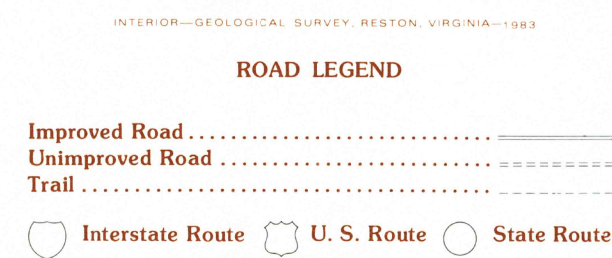 INTERIOR—GEOLOGICAL SURVEY, RESTON, VIRGINIA—1983
ROAD LEGEND
Improved Road
Unimproved Road
Trail
Interstate Route U. S. Route State Route